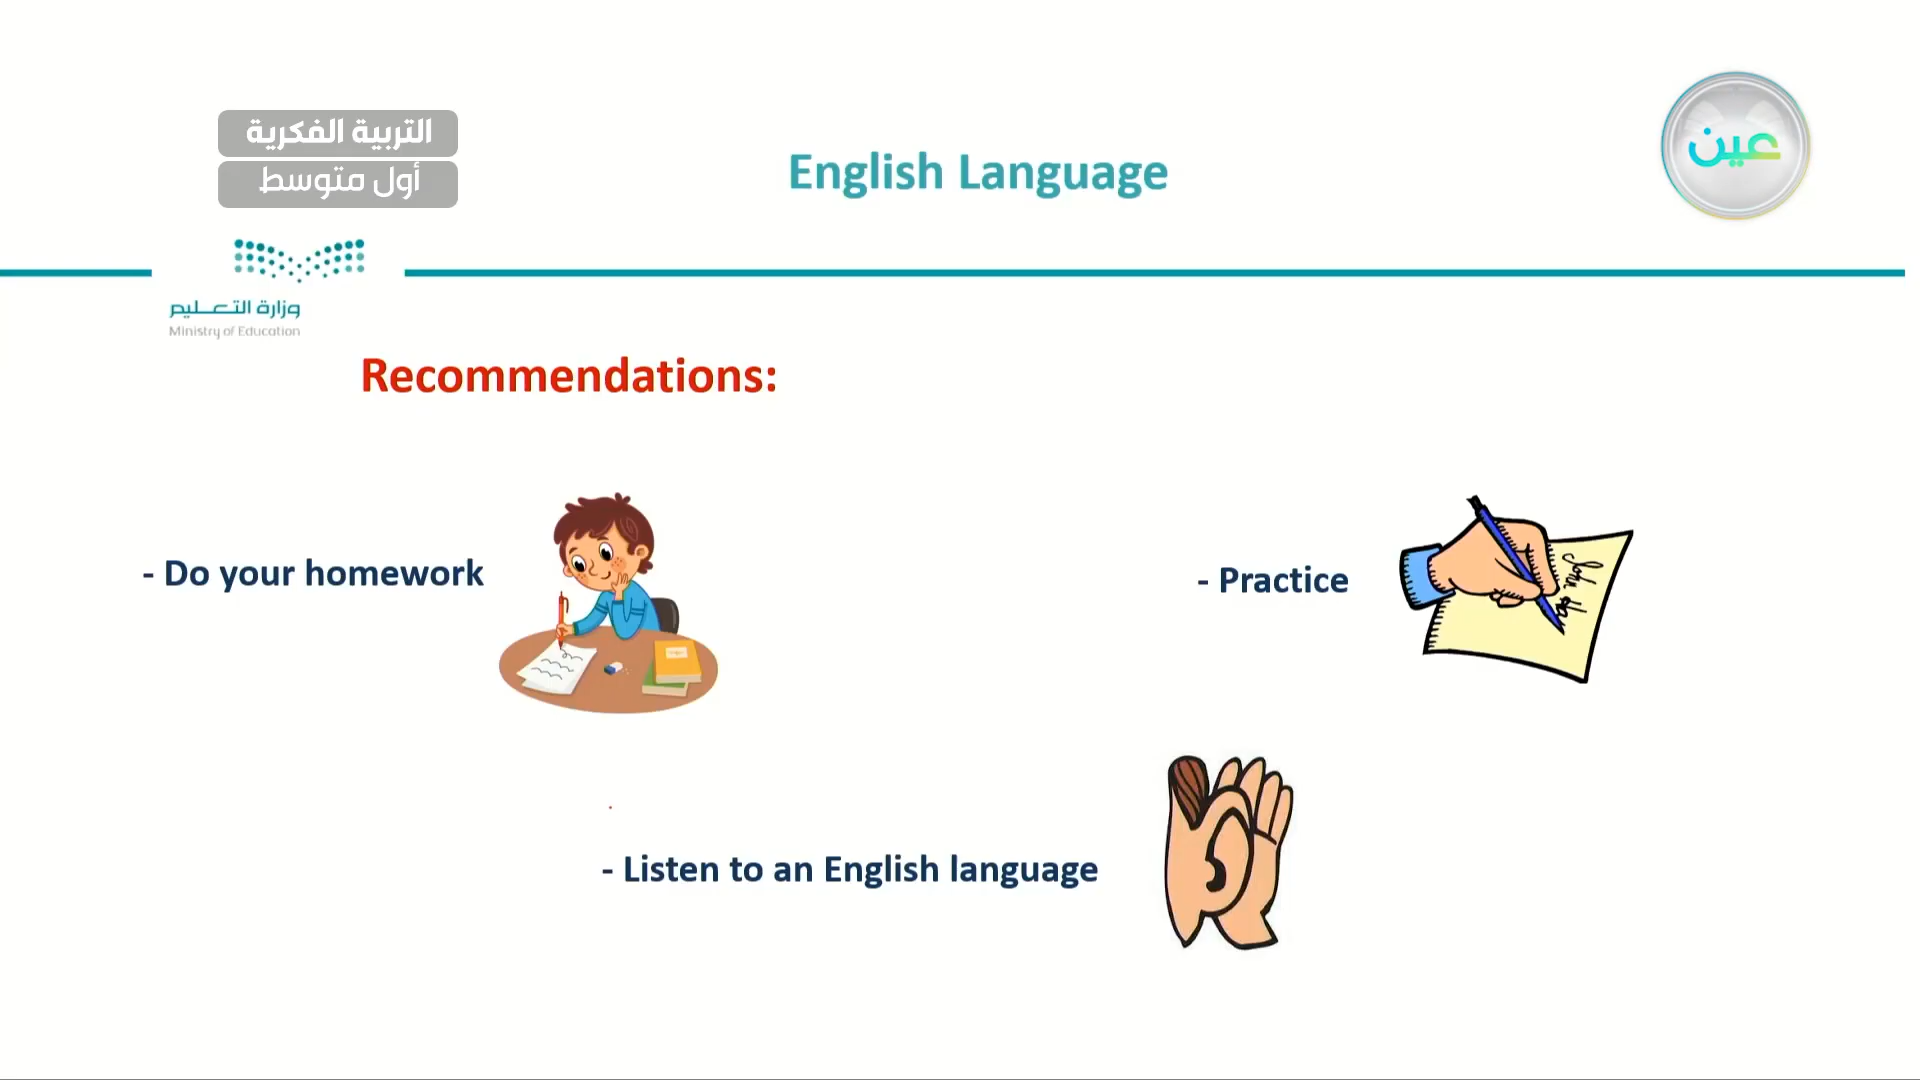 التربية الفكرية
أول متوسط
English Language
عين
وزارة التعليم
Ministry of Education
Recommendations:
- Do your homework
- Practice
- Listen to an English language